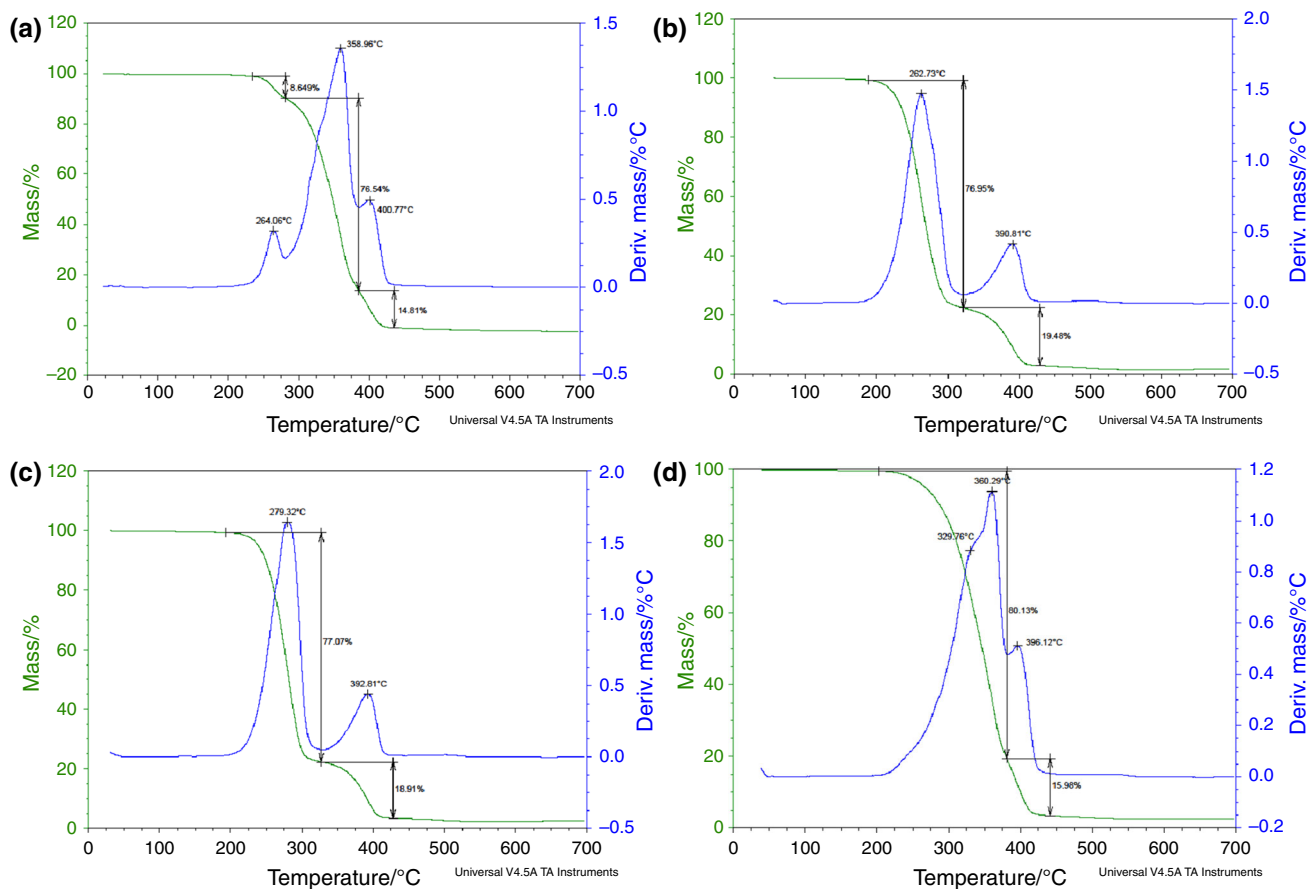 (a)
120
100
80
60
40
20
0
–20
Mass/%
1.5
1.0
0.5
0.0
–0.5
Deriv. mass/%°C
358.96°C
8.649%
264.06°C
76.54%
400.77°C
14.81%
0 100 200 300 400 500 600 700
Temperature/°C
Universal V4.5A TA Instruments
(b)
120
100
80
60
40
20
0
Mass/%
2.0
1.5
1.0
0.5
0.0
–0.5
Deriv. mass/%°C
262.73°C
76.95%
390.81°C
19.48%
0 100 200 300 400 500 600 700
Temperature/°C
Universal V4.5A TA Instruments
(c)
120
100
80
60
40
20
0
Mass/%
2.0
1.5
1.0
0.5
0.0
–0.5
Deriv. mass/%°C
279.32°C
77.07%
392.81°C
18.91%
0 100 200 300 400 500 600 700
Temperature/°C
Universal V4.5A TA Instruments
(d)
100
80
60
40
20
0
Mass/%
1.2
1.0
0.8
0.6
0.4
0.2
0.0
–0.2
Deriv. mass/%°C
360.29°C
329.76°C
80.13%
396.12°C
15.98%
0 100 200 300 400 500 600 700
Temperature/°C
Universal V4.5A TA Instruments